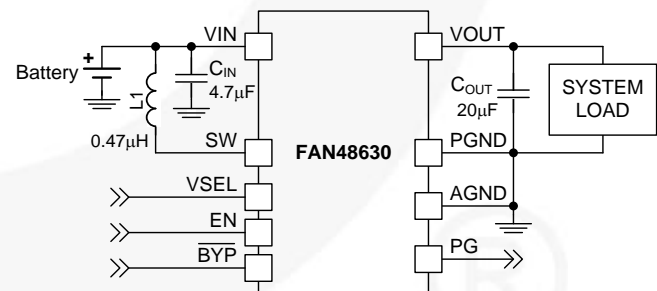 VIN
VOUT
Battery
+
L1
CIN
4.7µF
COUT
20µF
SYSTEM
LOAD
0.47µH
SW
FAN48630
PGND
VSEL
AGND
EN
BYP
PG
®